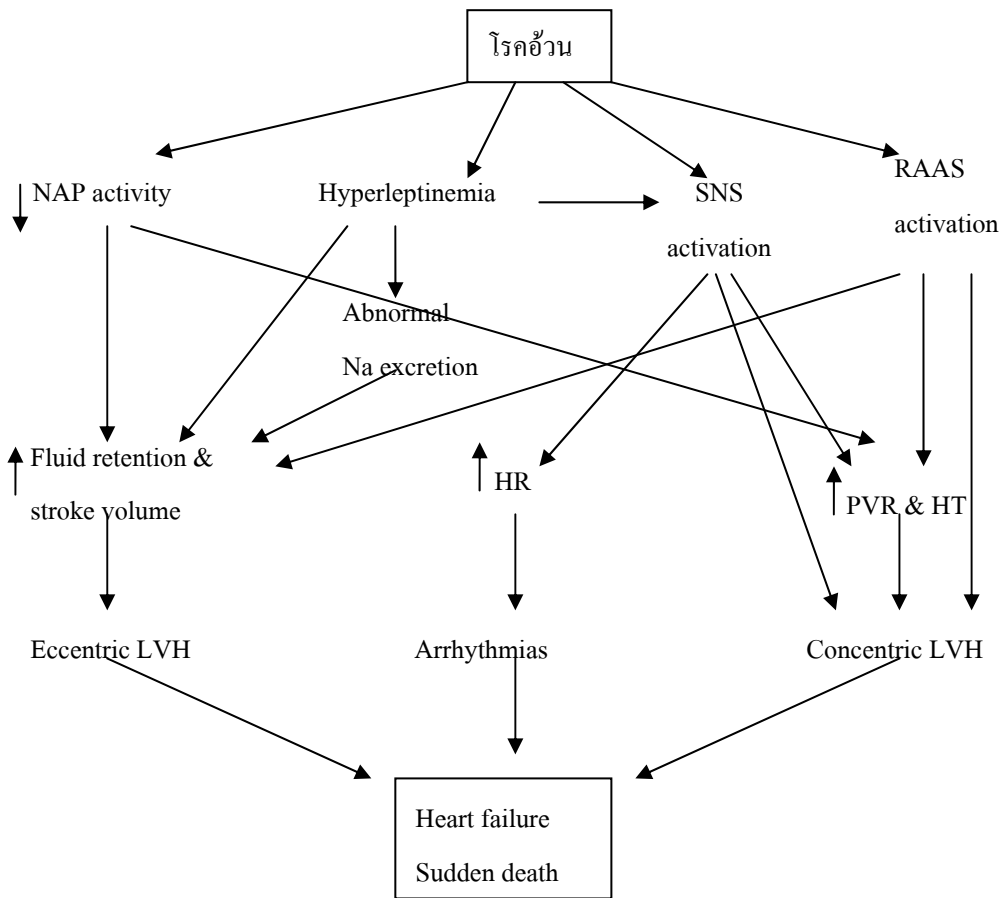 โรคอ้วน
NAP activity
Hyperleptinemia
SNS
activation
RAAS
activation
Abnormal
Na excretion
Fluid retention &
stroke volume
HR
PVR & HT
Eccentric LVH
Arrhythmias
Concentric LVH
Heart failure
Sudden death